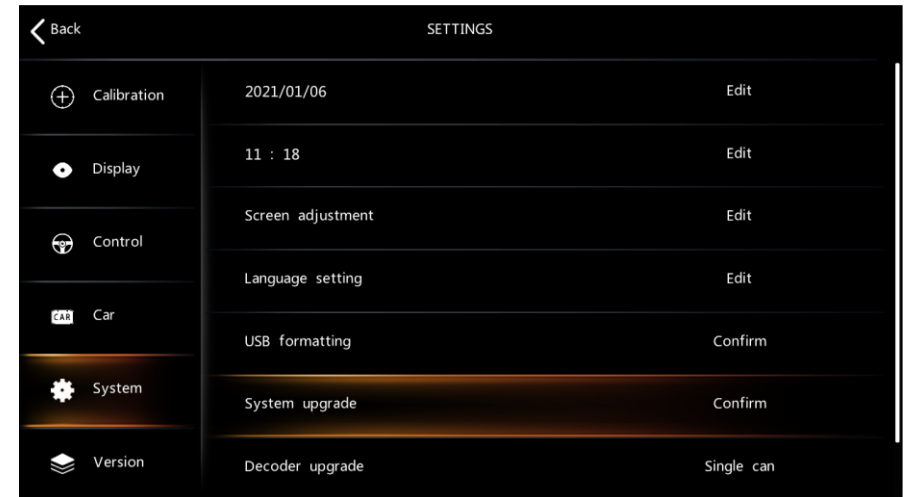 Back
SETTINGS
Calibration
2021/01/06 Edit
Display
11 : 18 Edit
Screen adjustment Edit
Control
Language setting Edit
CAR Car
USB formatting Confirm
System
System upgrade Confirm
Version
Decoder upgrade Single can